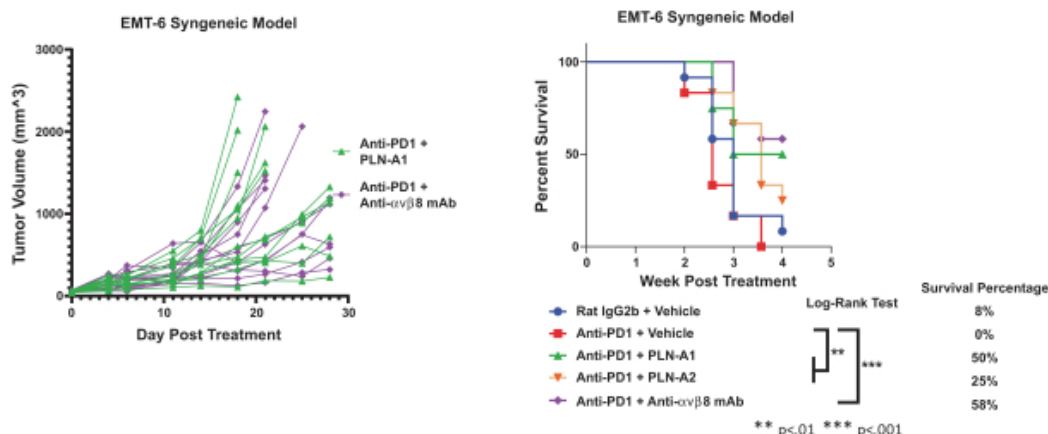 EMT-6 Syngeneic Model
Tumor Volume (mm^3)
3000
2000
1000
0
0 10 20 30
Day Post Treatment
Anti-PD1 +
PLN-A1
Anti-PD1 +
Anti-αvβ8 mAb
EMT-6 Syngeneic Model
Percent Survival
100
50
0
0 1 2 3 4 5
Week Post Treatment
Log-Rank Test Survival Percentage
Rat IgG2b + Vehicle 8%
Anti-PD1 + Vehicle 0%
Anti-PD1 + PLN-A1 50%
Anti-PD1 + PLN-A2 25%
Anti-PD1 + Anti-αvβ8 mAb 58%
** ***
** p<.01 *** p<.001